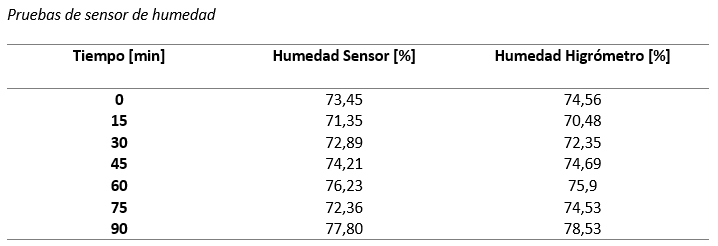 Pruebas de sensor de humedad
Tiempo [min] Humedad Sensor [%] Humedad Higrómetro [%]
0 73,45 74,56
15 71,35 70,48
30 72,89 72,35
45 74,21 74,69
60 76,23 75,9
75 72,36 74,53
90 77,80 78,53